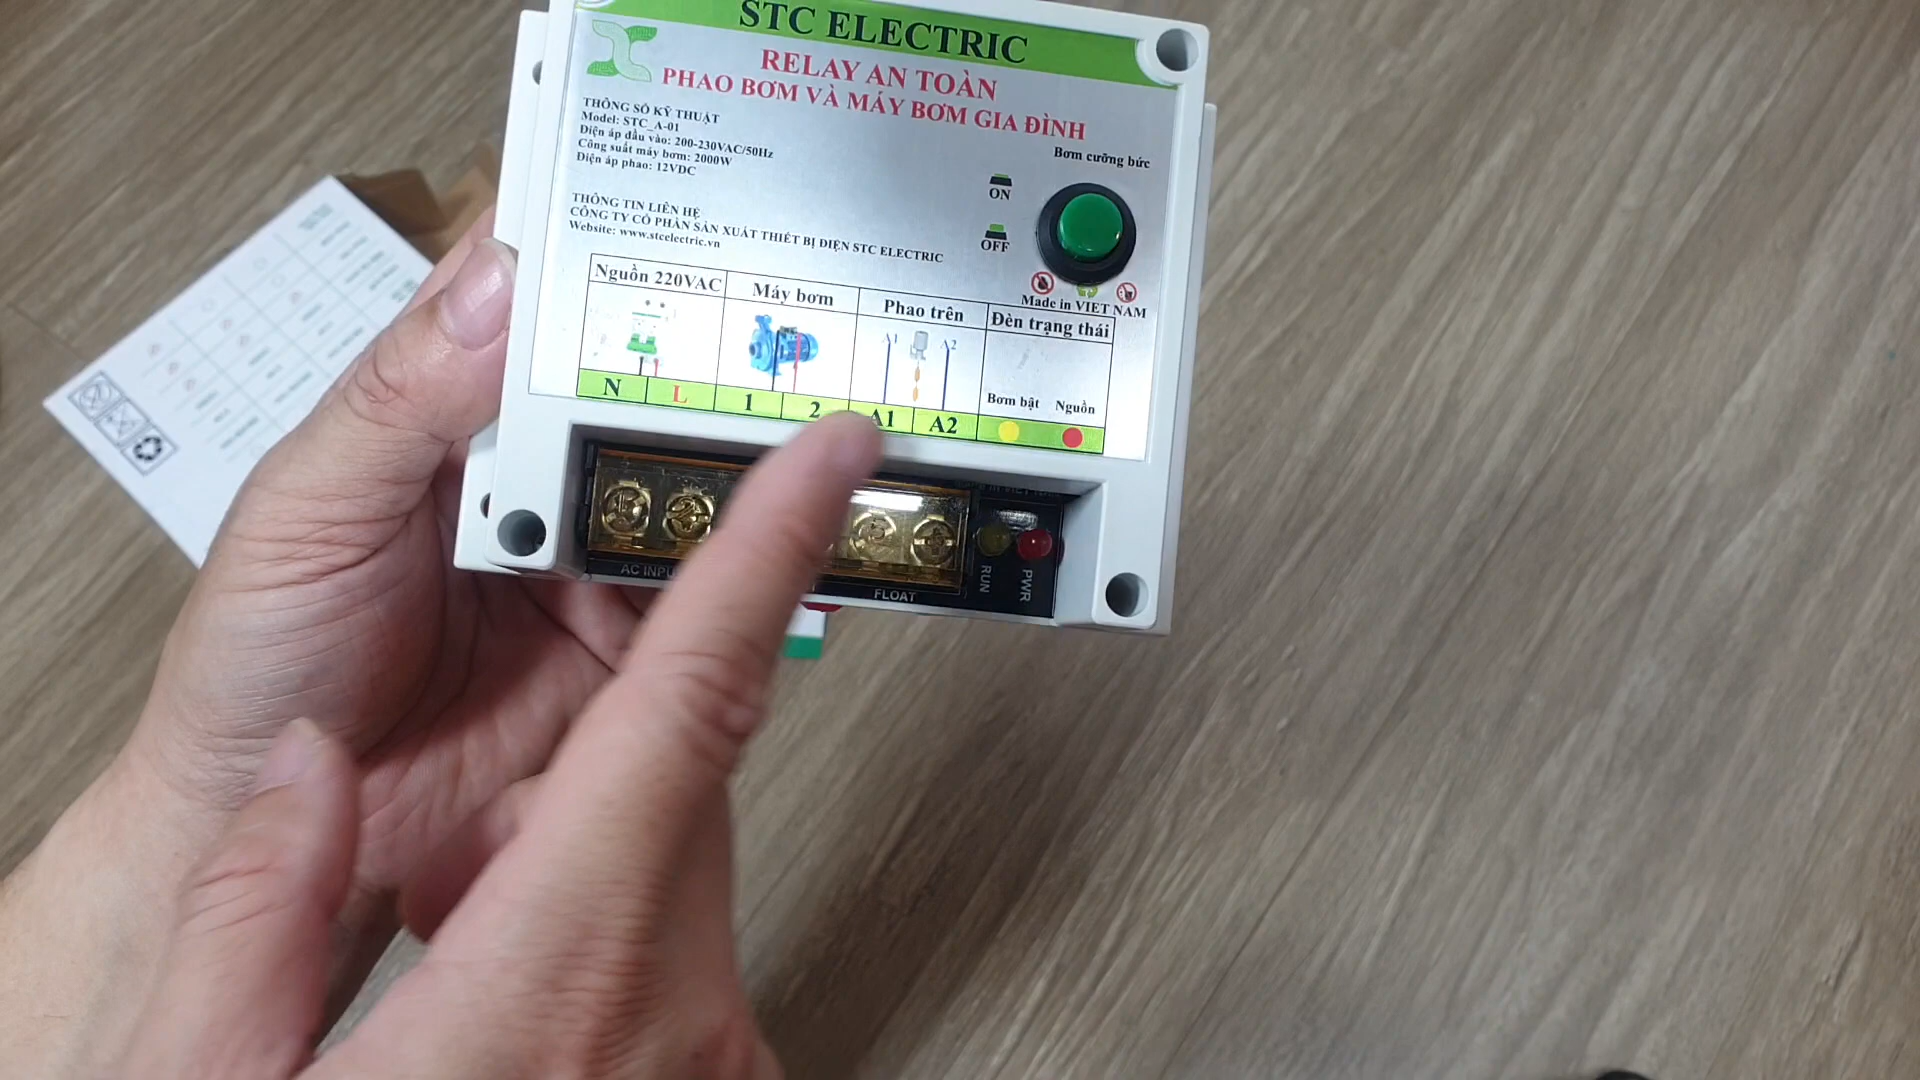 STC ELECTRIC
RELAY AN TOÀN
PHAO BƠM VÀ MÁY BƠM GIA ĐÌNH
THÔNG SỐ KỸ THUẬT
Model: STC_A-01
Điện áp đầu vào: 200-230VAC/50Hz
Công suất máy bơm: 2000W
Điện áp phao: 12VDC
Bơm cưỡng bức
ON
OFF
THÔNG TIN LIÊN HỆ
CÔNG TY CỔ PHẦN SẢN XUẤT THIẾT BỊ ĐIỆN STC ELECTRIC
Website: www.stcelectric.vn
Made in VIET NAM
Nguồn 220VAC
Máy bơm
Phao trên
Đèn trạng thái
A1
A2
Bơm bật
Nguồn
N
L
1
2
A1
A2
AC INPU
FLOAT
RUN
PWR